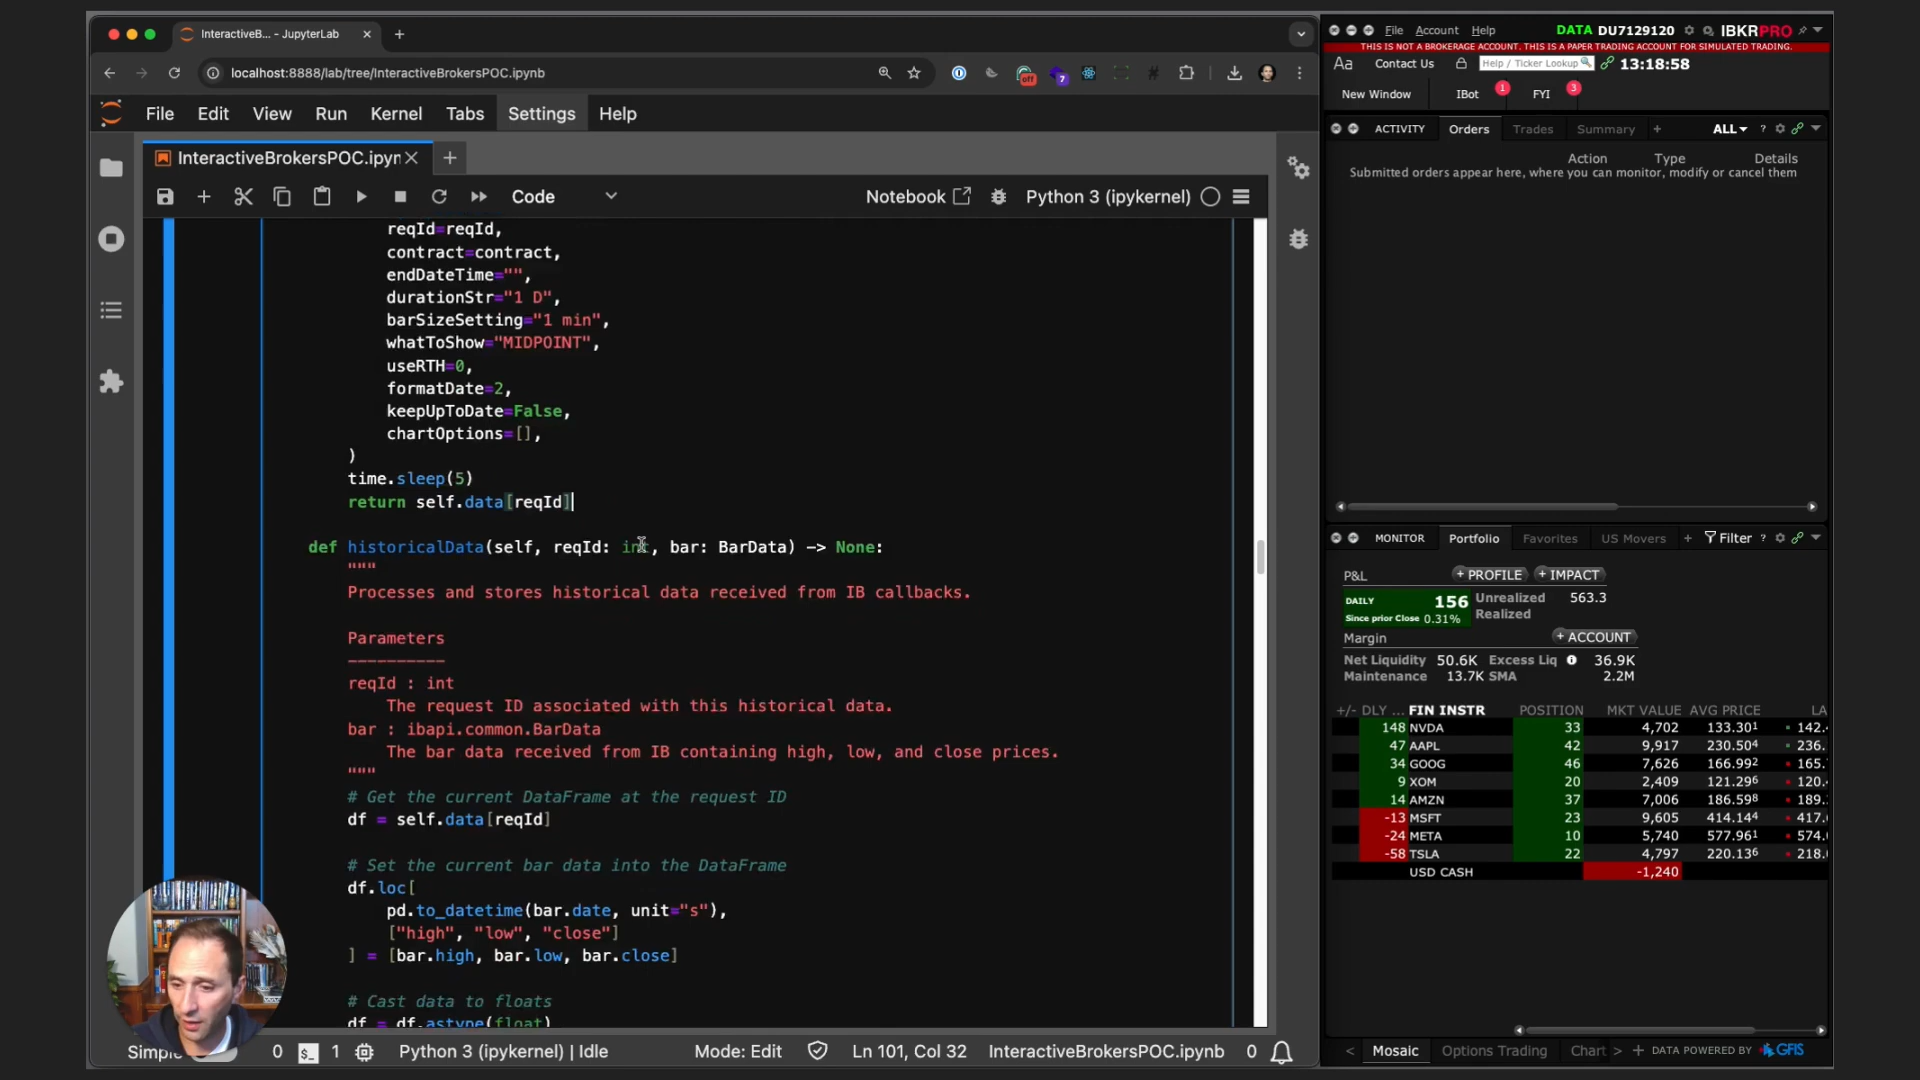 InteractiveB... - JupyterLab
localhost:8888/lab/tree/InteractiveBrokersPOC.ipynb
off
7
File Edit View Run Kernel Tabs Settings Help
InteractiveBrokersPOC.ipyn
Code
Notebook
Python 3 (ipykernel)
reqId=reqId,
contract=contract,
endDateTime="",
durationStr="1 D",
barSizeSetting="1 min",
whatToShow="MIDPOINT",
useRTH=0,
formatDate=2,
keepUpToDate=False,
chartOptions=[],
)
time.sleep(5)
return self.data[reqId]
def historicalData(self, reqId: int, bar: BarData) -> None:
"""
Processes and stores historical data received from IB callbacks.
Parameters
----------
reqId : int
The request ID associated with this historical data.
bar : ibapi.common.BarData
The bar data received from IB containing high, low, and close prices.
"""
# Get the current DataFrame at the request ID
df = self.data[reqId]
# Set the current bar data into the DataFrame
df.loc[
pd.to_datetime(bar.date, unit="s"),
["high", "low", "close"]
] = [bar.high, bar.low, bar.close]
# Cast data to floats
df = df.astype(float)
Simple 0 1 Python 3 (ipykernel) | Idle Mode: Edit Ln 101, Col 32 InteractiveBrokersPOC.ipynb 0
File Account Help DATA DU7129120 IBKRPRO
THIS IS NOT A BROKERAGE ACCOUNT. THIS IS A PAPER TRADING ACCOUNT FOR SIMULATED TRADING.
Aa Contact Us Help / Ticker Lookup 13:18:58
New Window IBot 1 FYI 3
ACTIVITY Orders Trades Summary + ALL ?
Action Type Details
Submitted orders appear here, where you can monitor, modify or cancel them
MONITOR Portfolio Favorites US Movers + Filter ?
P&L + PROFILE + IMPACT
DAILY 156 Unrealized 563.3
Since prior Close 0.31% Realized
Margin + ACCOUNT
Net Liquidity 50.6K Excess Liq 36.9K
Maintenance 13.7K SMA 2.2M
+/- DLY ... FIN INSTR POSITION MKT VALUE AVG PRICE LA
148 NVDA 33 4,702 133.301 142.
47 AAPL 42 9,917 230.504 236.
34 GOOG 46 7,626 166.992 165.
9 XOM 20 2,409 121.296 120.
14 AMZN 37 7,006 186.598 189.
-13 MSFT 23 9,605 414.144 417.
-24 META 10 5,740 577.961 574.
-58 TSLA 22 4,797 220.136 218.
USD CASH -1,240
< Mosaic Options Trading Chart > + DATA POWERED BY GFIS